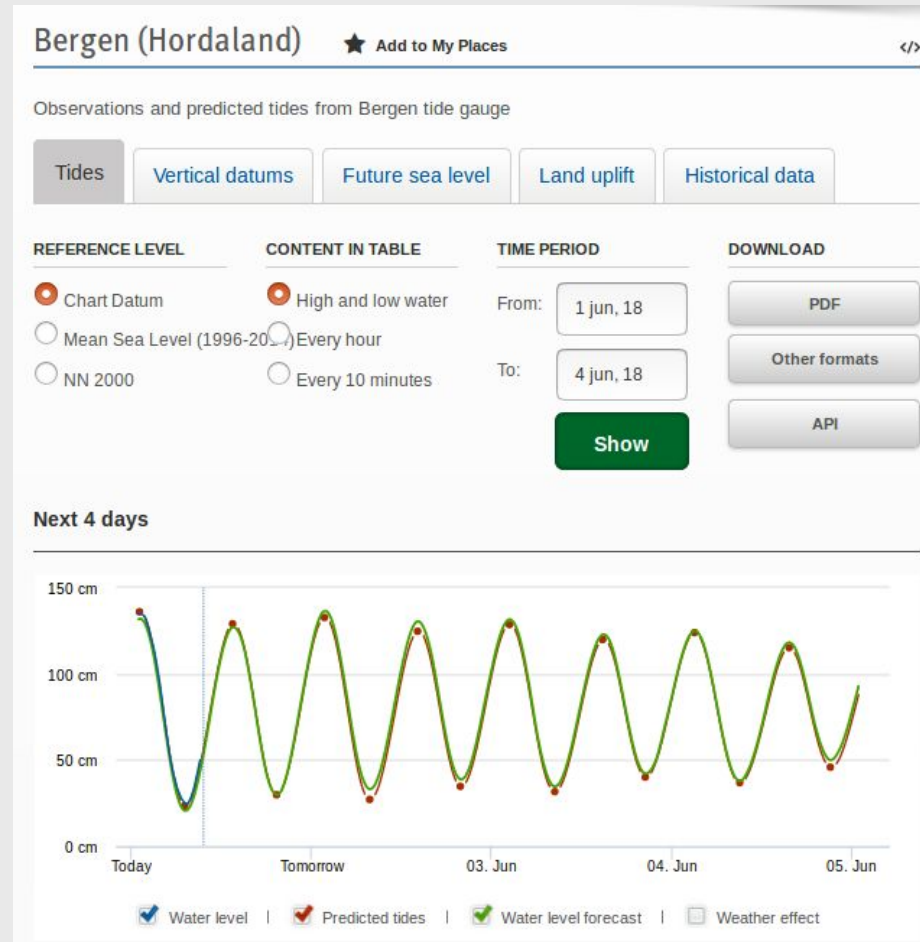 Bergen (Hordaland)
Add to My Places
</>
Observations and predicted tides from Bergen tide gauge
Tides
Vertical datums
Future sea level
Land uplift
Historical data
REFERENCE LEVEL
Chart Datum
Mean Sea Level (1996-20
NN 2000
CONTENT IN TABLE
High and low water
Every hour
Every 10 minutes
TIME PERIOD
From:
1 jun, 18
To:
4 jun, 18
Show
DOWNLOAD
PDF
Other formats
API
Next 4 days
150 cm
100 cm
50 cm
0 cm
Today
Tomorrow
03. Jun
04. Jun
05. Jun
Water level
|
Predicted tides
|
Water level forecast
|
Weather effect